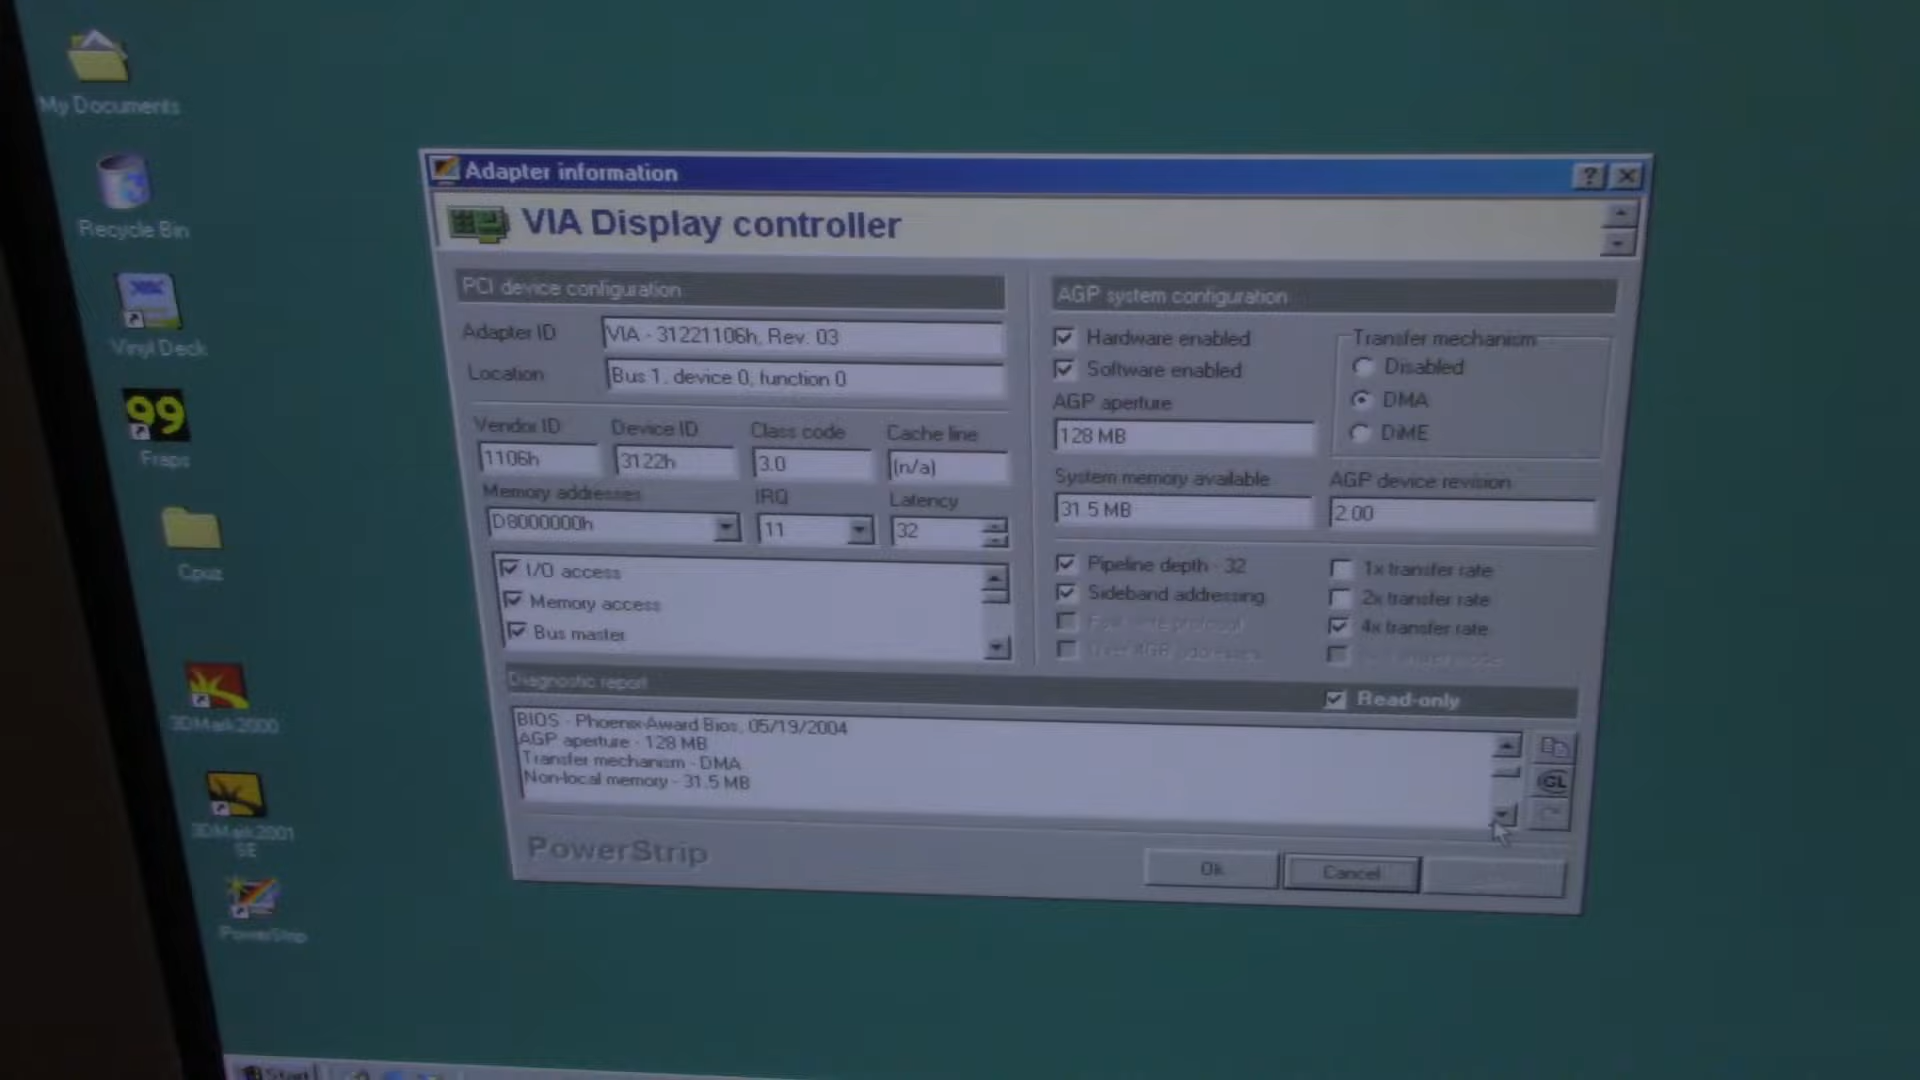 My Documents
Recycle Bin
Vinyl Deck
99
Fraps
Cpuz
3DMark2000
3DMark2001
SE
PowerStrip
Start
Adapter information
VIA Display controller
PCI device configuration
Adapter ID
VIA - 31221106h, Rev. 03
Location
Bus 1, device 0, function 0
Vendor ID
Device ID
Class code
Cache line
1106h
3122h
3.0
(n/a)
Memory addresses
IRQ
Latency
D8000000h
11
32
I/O access
Memory access
Bus master
AGP system configuration
Hardware enabled
Software enabled
Transfer mechanism
Disabled
DMA
DiME
AGP aperture
128 MB
System memory available
AGP device revision
31.5 MB
2.00
Pipeline depth - 32
Sideband addressing
1x transfer rate
2x transfer rate
4x transfer rate
Diagnostic report
Read-only
BIOS - Phoenix-Award Bios, 05/19/2004
AGP aperture - 128 MB
Transfer mechanism - DMA
Non-local memory - 31.5 MB
GL
PowerStrip
Ok
Cancel